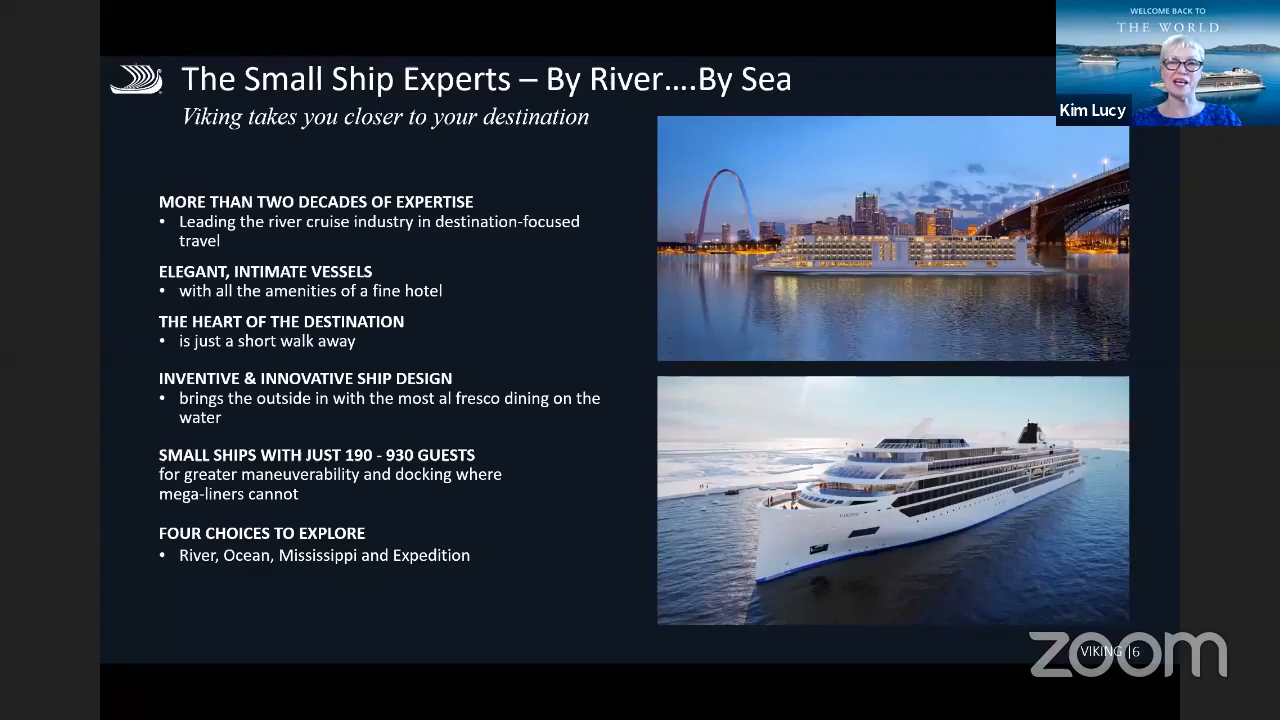 The Small Ship Experts – By River....By Sea
Viking takes you closer to your destination
MORE THAN TWO DECADES OF EXPERTISE
• Leading the river cruise industry in destination-focused
travel
ELEGANT, INTIMATE VESSELS
• with all the amenities of a fine hotel
THE HEART OF THE DESTINATION
• is just a short walk away
INVENTIVE & INNOVATIVE SHIP DESIGN
• brings the outside in with the most al fresco dining on the
water
SMALL SHIPS WITH JUST 190 - 930 GUESTS
for greater maneuverability and docking where
mega-liners cannot
FOUR CHOICES TO EXPLORE
• River, Ocean, Mississippi and Expedition
WELCOME BACK TO
THE WORLD
Kim Lucy
VIKING
VIKING |6
zoom